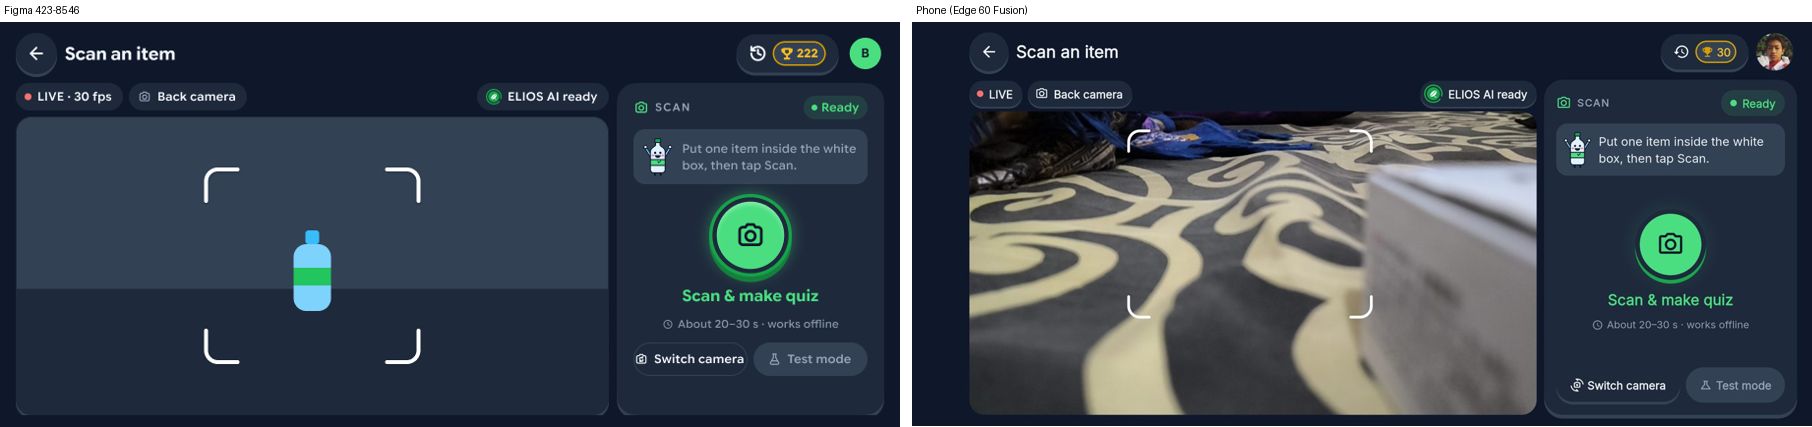 Figma 423-8546
Scan an item
222
B
LIVE · 30 fps
Back camera
ELIOS AI ready
SCAN
Ready
Put one item inside the white
box, then tap Scan.
Scan & make quiz
About 20–30 s · works offline
Switch camera
Test mode
Phone (Edge 60 Fusion)
Scan an item
30
LIVE
Back camera
ELIOS AI ready
SCAN
Ready
Put one item inside the white
box, then tap Scan.
Scan & make quiz
About 20–30 s · works offline
Switch camera
Test mode